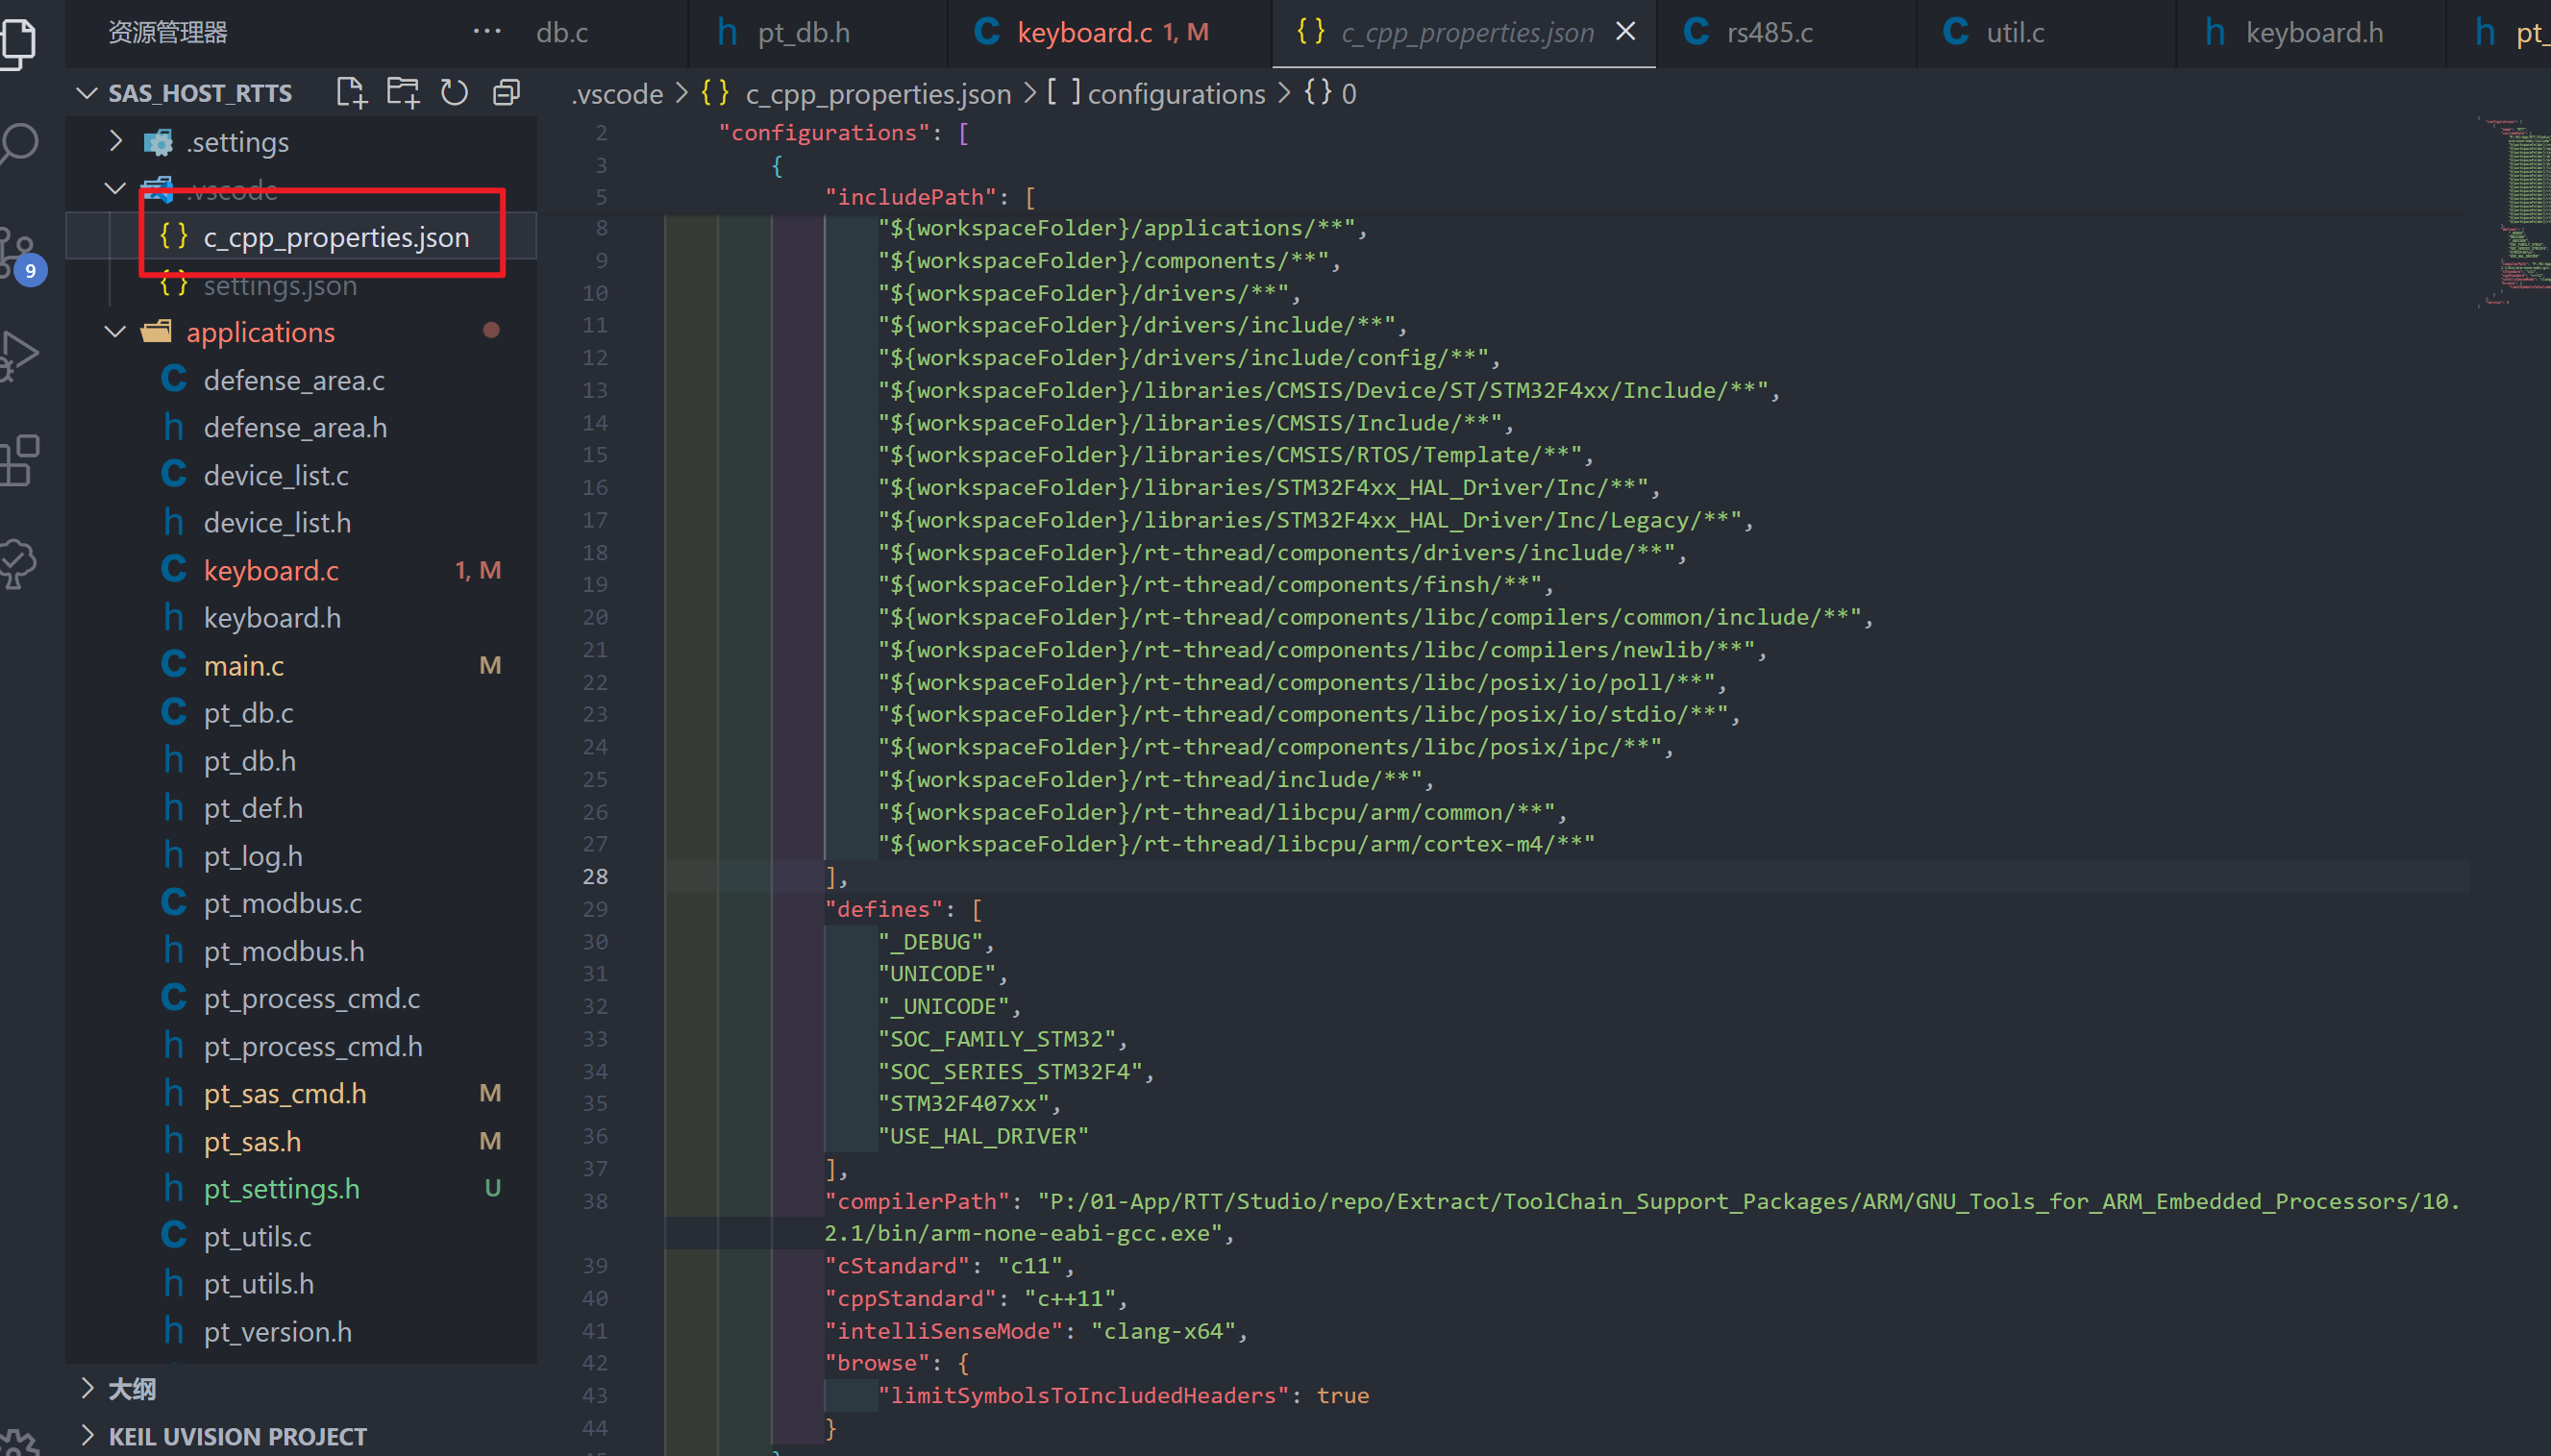 资源管理器
···
db.c
h pt_db.h
C keyboard.c 1, M
{} c_cpp_properties.json
C rs485.c
C util.c
h keyboard.h
h pt_
SAS_HOST_RTTS
.vscode > {} c_cpp_properties.json > [ ] configurations > {} 0
.settings
.vscode
{} c_cpp_properties.json
{} settings.json
applications
C defense_area.c
h defense_area.h
C device_list.c
h device_list.h
C keyboard.c 1, M
h keyboard.h
C main.c M
C pt_db.c
h pt_db.h
h pt_def.h
h pt_log.h
C pt_modbus.c
h pt_modbus.h
C pt_process_cmd.c
h pt_process_cmd.h
h pt_sas_cmd.h M
h pt_sas.h M
h pt_settings.h U
C pt_utils.c
h pt_utils.h
h pt_version.h
大纲
KEIL UVISION PROJECT
9
2 "configurations": [
3 {
5 "includePath": [
8 "${workspaceFolder}/applications/**",
9 "${workspaceFolder}/components/**",
10 "${workspaceFolder}/drivers/**",
11 "${workspaceFolder}/drivers/include/**",
12 "${workspaceFolder}/drivers/include/config/**",
13 "${workspaceFolder}/libraries/CMSIS/Device/ST/STM32F4xx/Include/**",
14 "${workspaceFolder}/libraries/CMSIS/Include/**",
15 "${workspaceFolder}/libraries/CMSIS/RTOS/Template/**",
16 "${workspaceFolder}/libraries/STM32F4xx_HAL_Driver/Inc/**",
17 "${workspaceFolder}/libraries/STM32F4xx_HAL_Driver/Inc/Legacy/**",
18 "${workspaceFolder}/rt-thread/components/drivers/include/**",
19 "${workspaceFolder}/rt-thread/components/finsh/**",
20 "${workspaceFolder}/rt-thread/components/libc/compilers/common/include/**",
21 "${workspaceFolder}/rt-thread/components/libc/compilers/newlib/**",
22 "${workspaceFolder}/rt-thread/components/libc/posix/io/poll/**",
23 "${workspaceFolder}/rt-thread/components/libc/posix/io/stdio/**",
24 "${workspaceFolder}/rt-thread/components/libc/posix/ipc/**",
25 "${workspaceFolder}/rt-thread/include/**",
26 "${workspaceFolder}/rt-thread/libcpu/arm/common/**",
27 "${workspaceFolder}/rt-thread/libcpu/arm/cortex-m4/**"
28 ],
29 "defines": [
30 "_DEBUG",
31 "UNICODE",
32 "_UNICODE",
33 "SOC_FAMILY_STM32",
34 "SOC_SERIES_STM32F4",
35 "STM32F407xx",
36 "USE_HAL_DRIVER"
37 ],
38 "compilerPath": "P:/01-App/RTT/Studio/repo/Extract/ToolChain_Support_Packages/ARM/GNU_Tools_for_ARM_Embedded_Processors/10.
2.1/bin/arm-none-eabi-gcc.exe",
39 "cStandard": "c11",
40 "cppStandard": "c++11",
41 "intelliSenseMode": "clang-x64",
42 "browse": {
43 "limitSymbolsToIncludedHeaders": true
44 }